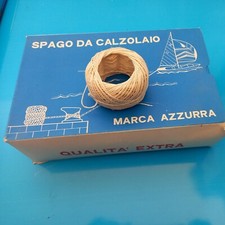 SPAGO DA CALZOLAIO
MARCA AZZURRA
QUALITA' EXTRA